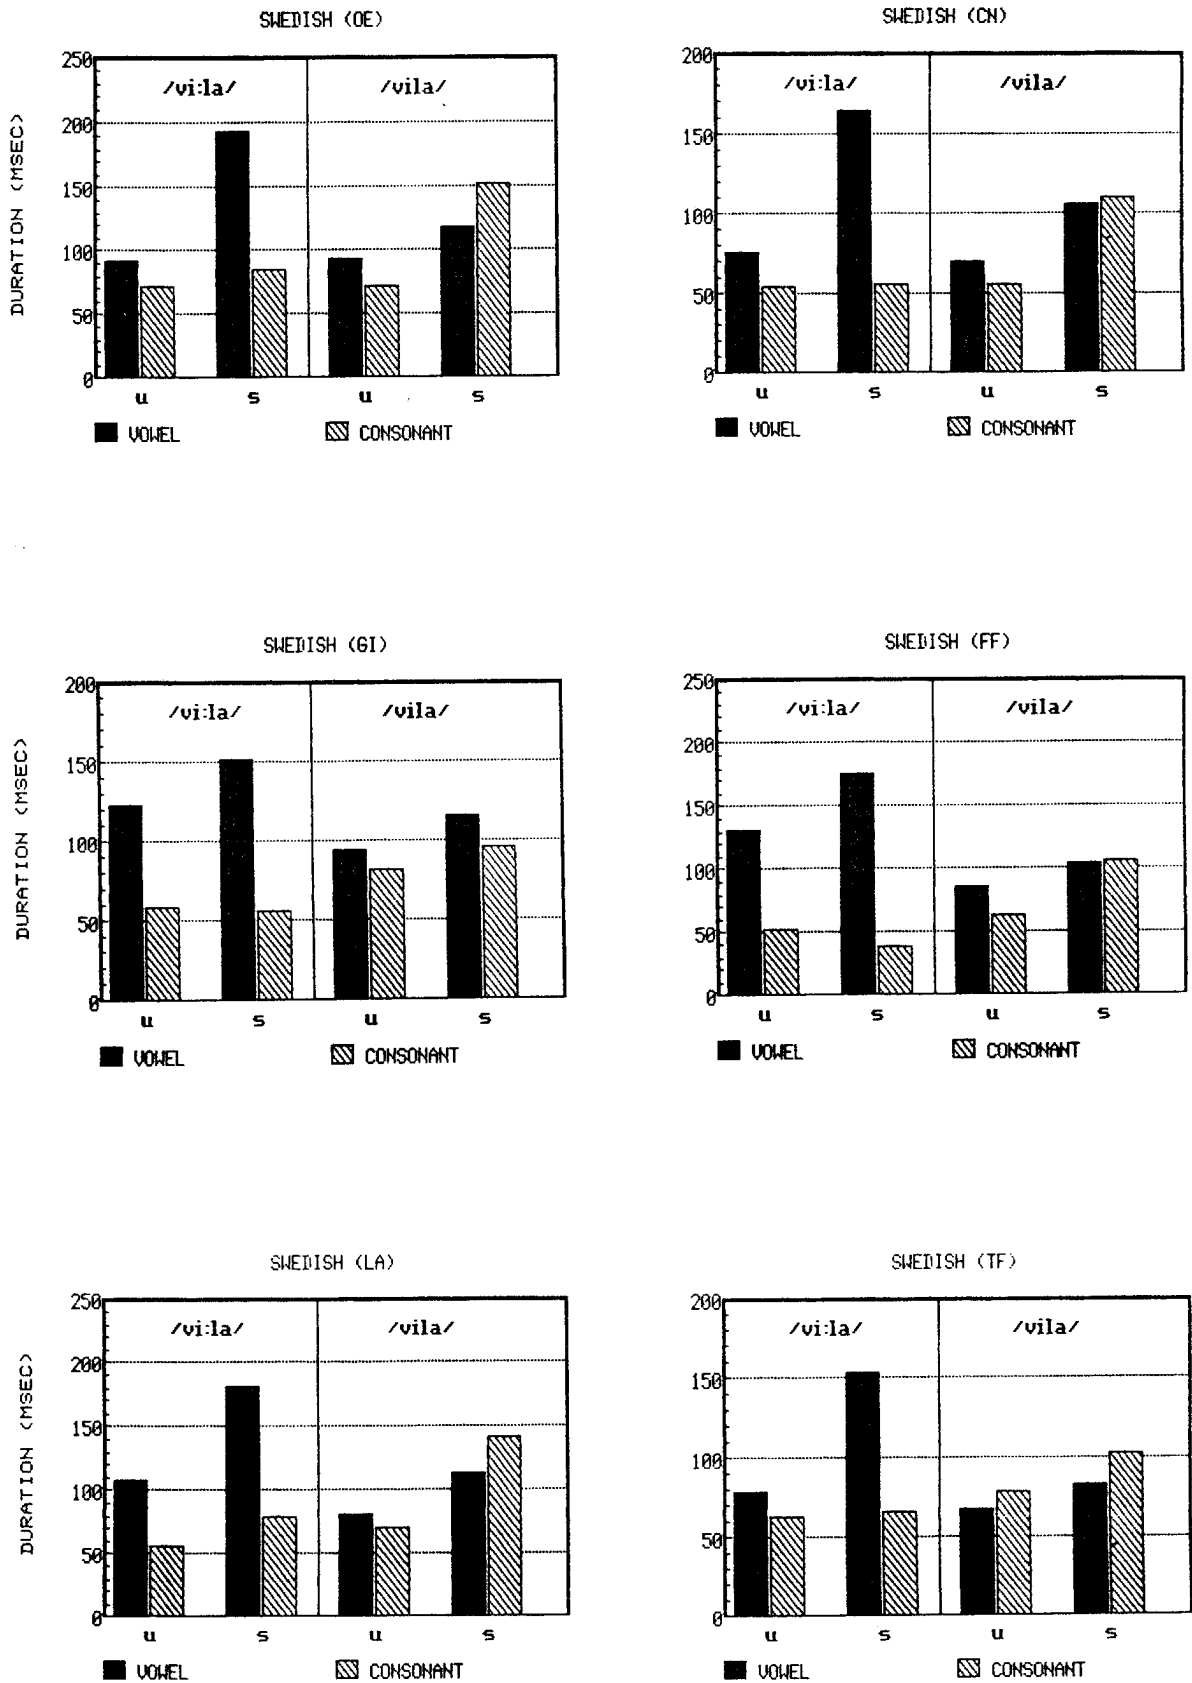 SWEDISH (OE)
DURATION (MSEC)
250
200
150
100
50
0
/vi:la/
/vila/
u
s
u
s
VOWEL
CONSONANT
SWEDISH (CN)
200
150
100
50
0
/vi:la/
/vila/
u
s
u
s
VOWEL
CONSONANT
SWEDISH (GI)
DURATION (MSEC)
200
150
100
50
0
/vi:la/
/vila/
u
s
u
s
VOWEL
CONSONANT
SWEDISH (FF)
250
200
150
100
50
0
/vi:la/
/vila/
u
s
u
s
VOWEL
CONSONANT
SWEDISH (LA)
DURATION (MSEC)
250
200
150
100
50
0
/vi:la/
/vila/
u
s
u
s
VOWEL
CONSONANT
SWEDISH (TF)
200
150
100
50
0
/vi:la/
/vila/
u
s
u
s
VOWEL
CONSONANT